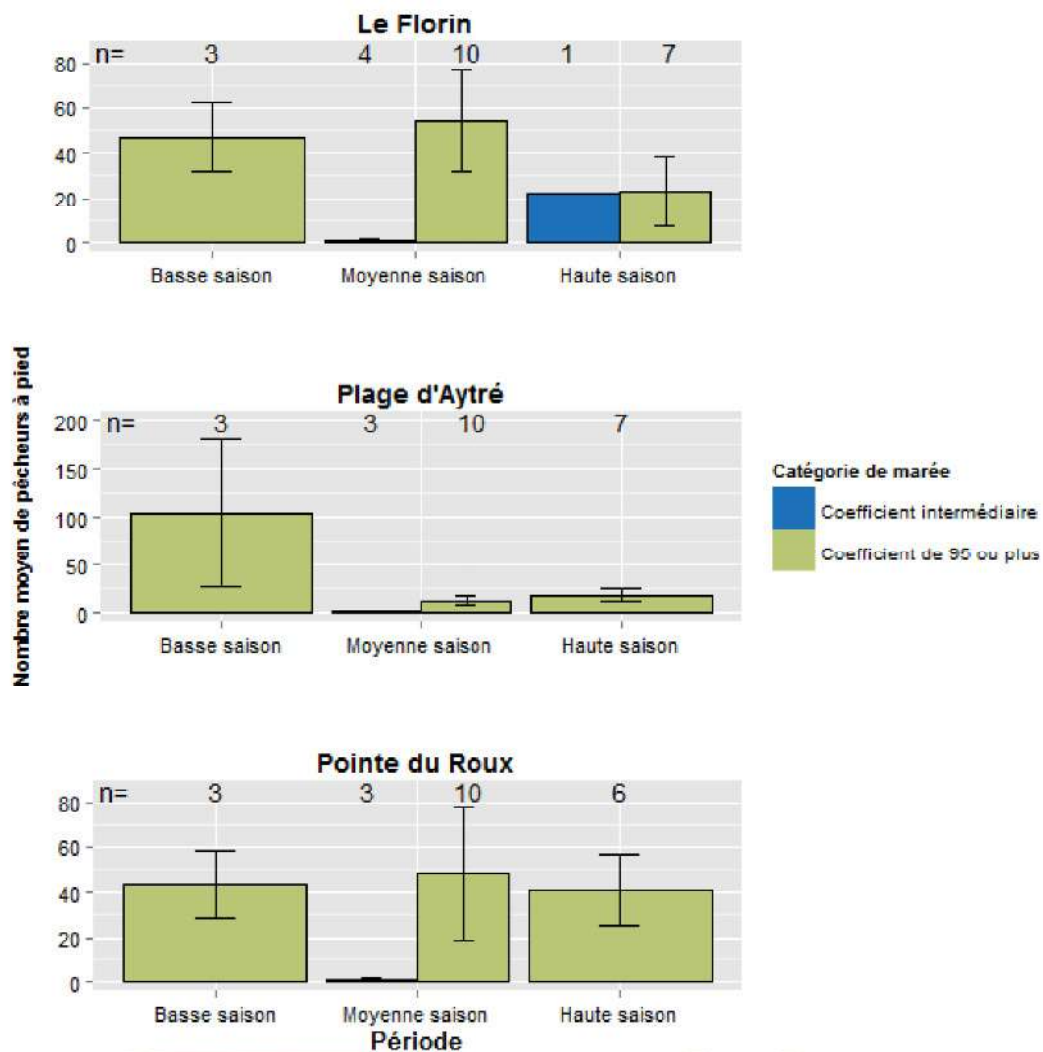 Le Florin
n= 3 4 10 1 7
80
60
40
20
0
Basse saison Moyenne saison Haute saison
Nombre moyen de pêcheurs à pied
Plage d'Aytré
n= 3 3 10 7
200
150
100
50
0
Basse saison Moyenne saison Haute saison
Catégorie de marée
Coefficient intermédiaire
Coefficient de 95 ou plus
Pointe du Roux
n= 3 3 10 6
80
60
40
20
0
Basse saison Moyenne saison Haute saison
Période